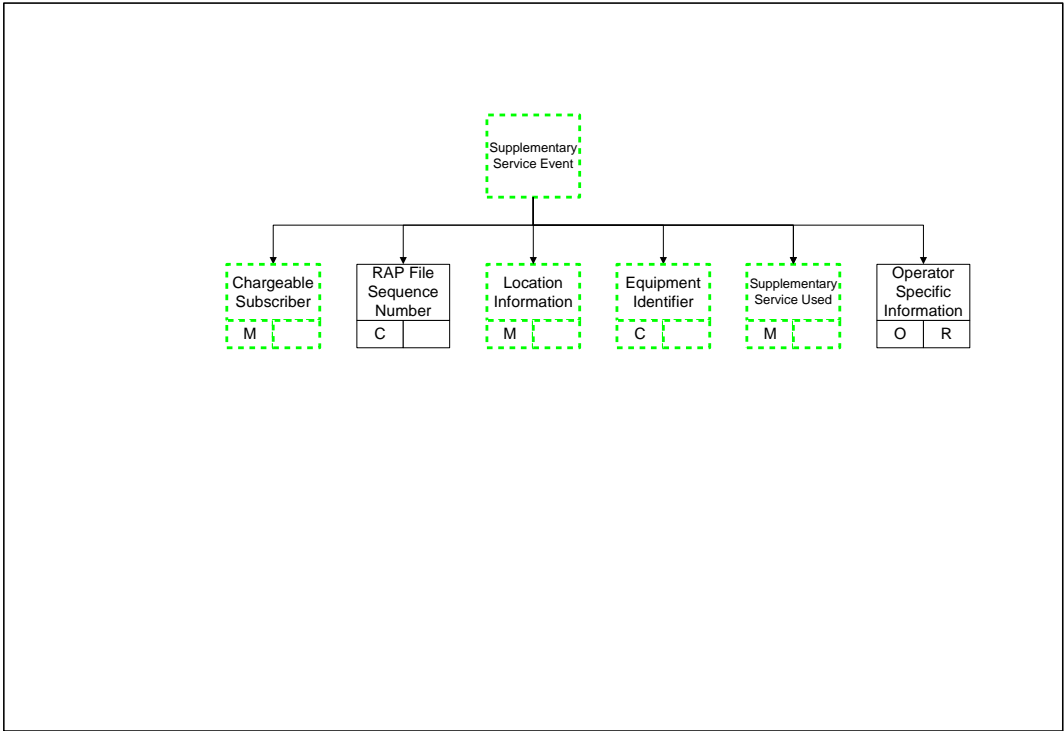 Supplementary
Service Event
Chargeable
Subscriber
M
RAP File
Sequence
Number
C
Location
Information
M
Equipment
Identifier
C
Supplementary
Service Used
M
Operator
Specific
Information
O R